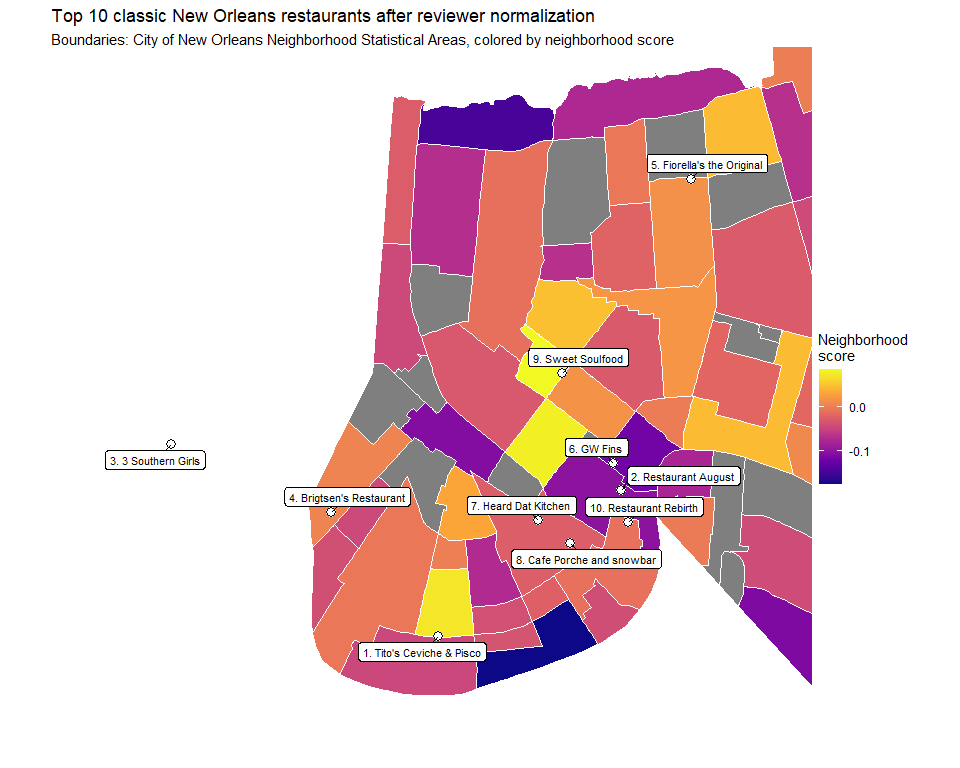 Top 10 classic New Orleans restaurants after reviewer normalization
Boundaries: City of New Orleans Neighborhood Statistical Areas, colored by neighborhood score
5. Fiorella's the Original
Neighborhood
score
9. Sweet Soulfood
0.0
6. GW Fins
-0.1
3. 3 Southern Girls
2. Restaurant August
4. Brigtsen's Restaurant
7. Heard Dat Kitchen
10. Restaurant Rebirth
8. Cafe Porche and snowbar
1. Tito's Ceviche & Pisco